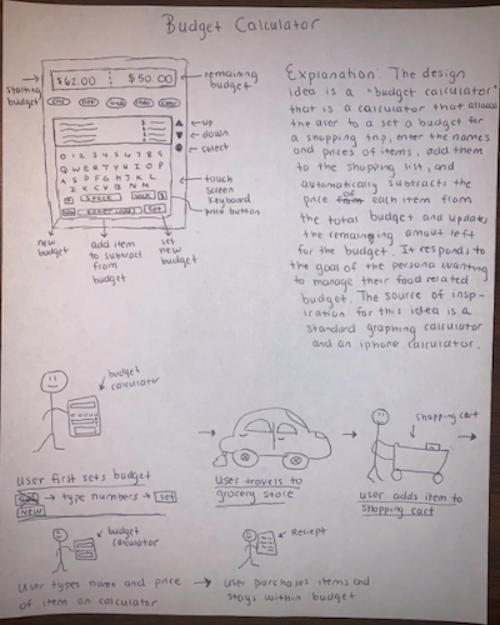 Budget Calculator
$62.00 $50.00
starting budget
remaining budget
ON OFF
up
down
select
0 1 2 3 4 5 6 7 8 9
Q W E R T Y U I O P
A S D F G H J K L
Z X C V B N M
space $
SET
touch
screen
keyboard
price button
new
budget
add item
to subtract
from
budget
set
new
budget
Explanation: The design
idea is a "budget calculator"
that is a calculator that allows
the user to a set a budget for
a shopping trip, enter the names
and prices of items, add them
to the shopping list, and
automatically subtracts the
price of each item from
the total budget and updates
the remaining amout left
for the budget. It responds to
the goal of the persona wanting
to manage their food related
budget. The source of insp-
iration for this idea is a
standard graphing calculator
and an iphone calculator.
budget
calculator
shopping cart
user first sets budget
NEW → type numbers → set
user travels to
grocery store
user adds item to
shopping cart
budget
calculator
Reciept
User types name and price
of item on calculator
→ user purchases items and
stays within budget